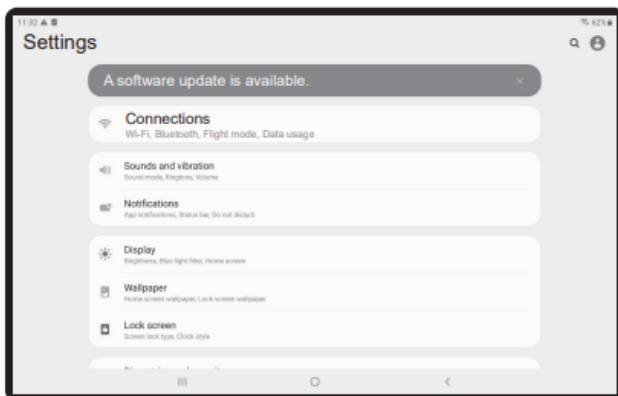 11:32
62%
Settings
A software update is available.
Connections
Wi-Fi, Bluetooth, Flight mode, Data usage
Sounds and vibration
Sound mode, Ringtone, Volume
Notifications
App notifications, Status bar, Do not disturb
Display
Brightness, Blue light filter, Home screen
Wallpaper
Home screen wallpaper, Lock screen wallpaper
Lock screen
Screen lock type, Clock style